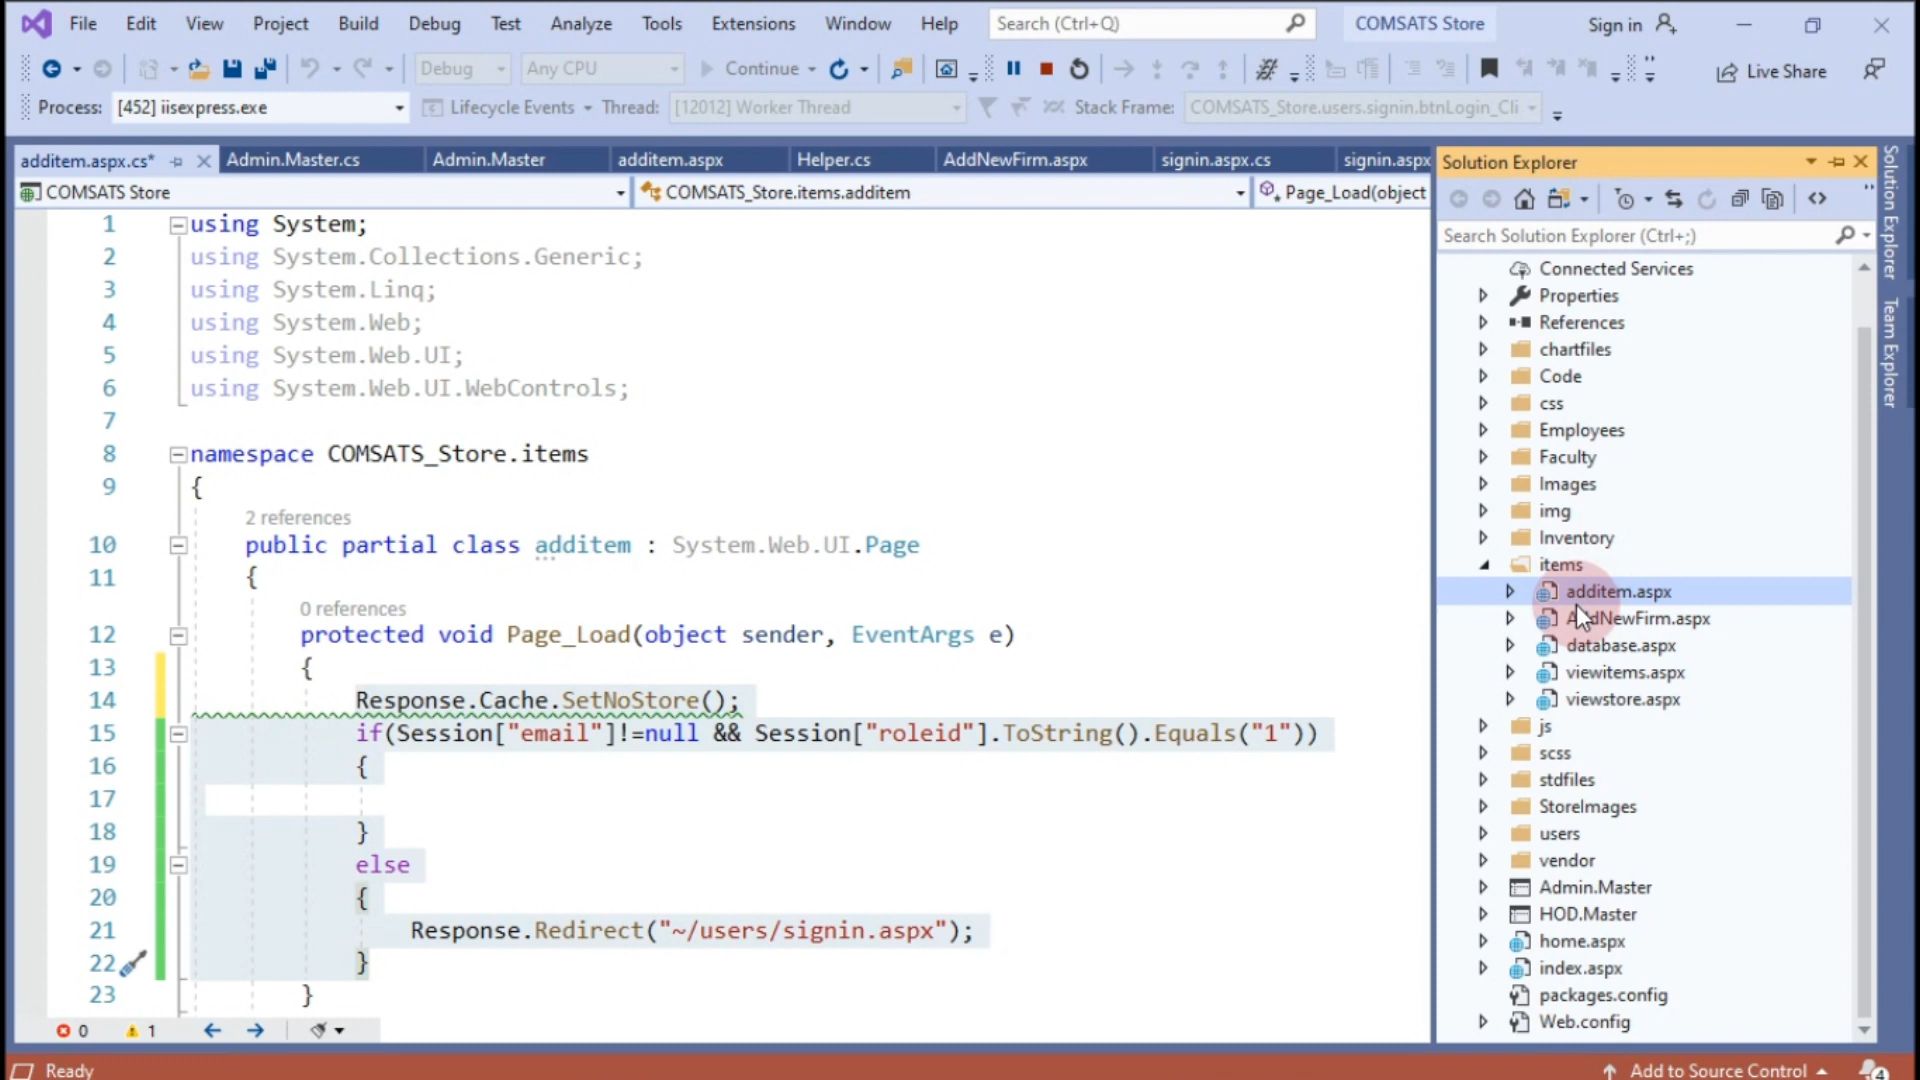 File Edit View Project Build Debug Test Analyze Tools Extensions Window Help Search (Ctrl+Q) COMSATS Store Sign in
Debug Any CPU Continue Live Share
Process: [452] iisexpress.exe Lifecycle Events Thread: [12012] Worker Thread Stack Frame: COMSATS_Store.users.signin.btnLogin_Cli
additem.aspx.cs* Admin.Master.cs Admin.Master additem.aspx Helper.cs AddNewFirm.aspx signin.aspx.cs signin.aspx
COMSATS Store COMSATS_Store.items.additem Page_Load(object
1 using System;
2 using System.Collections.Generic;
3 using System.Linq;
4 using System.Web;
5 using System.Web.UI;
6 using System.Web.UI.WebControls;
7
8 namespace COMSATS_Store.items
9 {
2 references
10 public partial class additem : System.Web.UI.Page
11 {
0 references
12 protected void Page_Load(object sender, EventArgs e)
13 {
14 Response.Cache.SetNoStore();
15 if(Session["email"]!=null && Session["roleid"].ToString().Equals("1"))
16 {
17
18 }
19 else
20 {
21 Response.Redirect("~/users/signin.aspx");
22 }
23 }
0 1
Ready
Solution Explorer
Search Solution Explorer (Ctrl+;)
Connected Services
Properties
References
chartfiles
Code
css
Employees
Faculty
Images
img
Inventory
items
additem.aspx
AddNewFirm.aspx
database.aspx
viewitems.aspx
viewstore.aspx
js
scss
stdfiles
StoreImages
users
vendor
Admin.Master
HOD.Master
home.aspx
index.aspx
packages.config
Web.config
Solution Explorer
Team Explorer
Add to Source Control 4